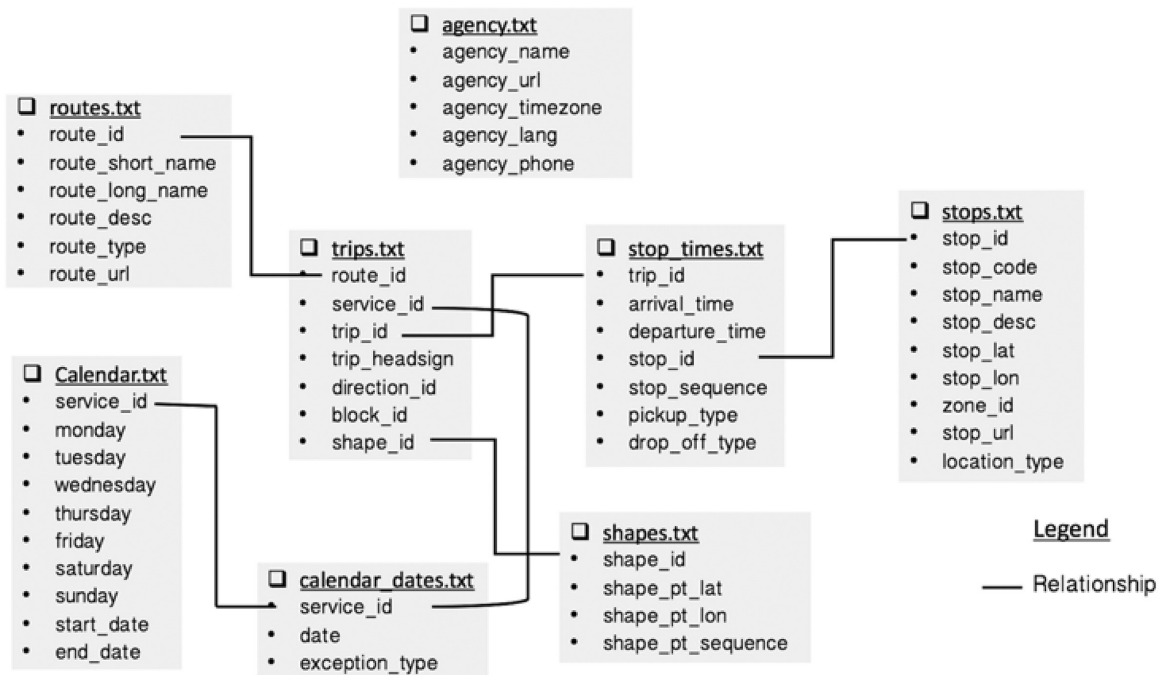 agency.txt
agency_name
agency_url
agency_timezone
agency_lang
agency_phone
routes.txt
route_id
route_short_name
route_long_name
route_desc
route_type
route_url
trips.txt
route_id
service_id
trip_id
trip_headsign
direction_id
block_id
shape_id
stop_times.txt
trip_id
arrival_time
departure_time
stop_id
stop_sequence
pickup_type
drop_off_type
stops.txt
stop_id
stop_code
stop_name
stop_desc
stop_lat
stop_lon
zone_id
stop_url
location_type
Calendar.txt
service_id
monday
tuesday
wednesday
thursday
friday
saturday
sunday
start_date
end_date
calendar_dates.txt
service_id
date
exception_type
shapes.txt
shape_id
shape_pt_lat
shape_pt_lon
shape_pt_sequence
Legend
Relationship